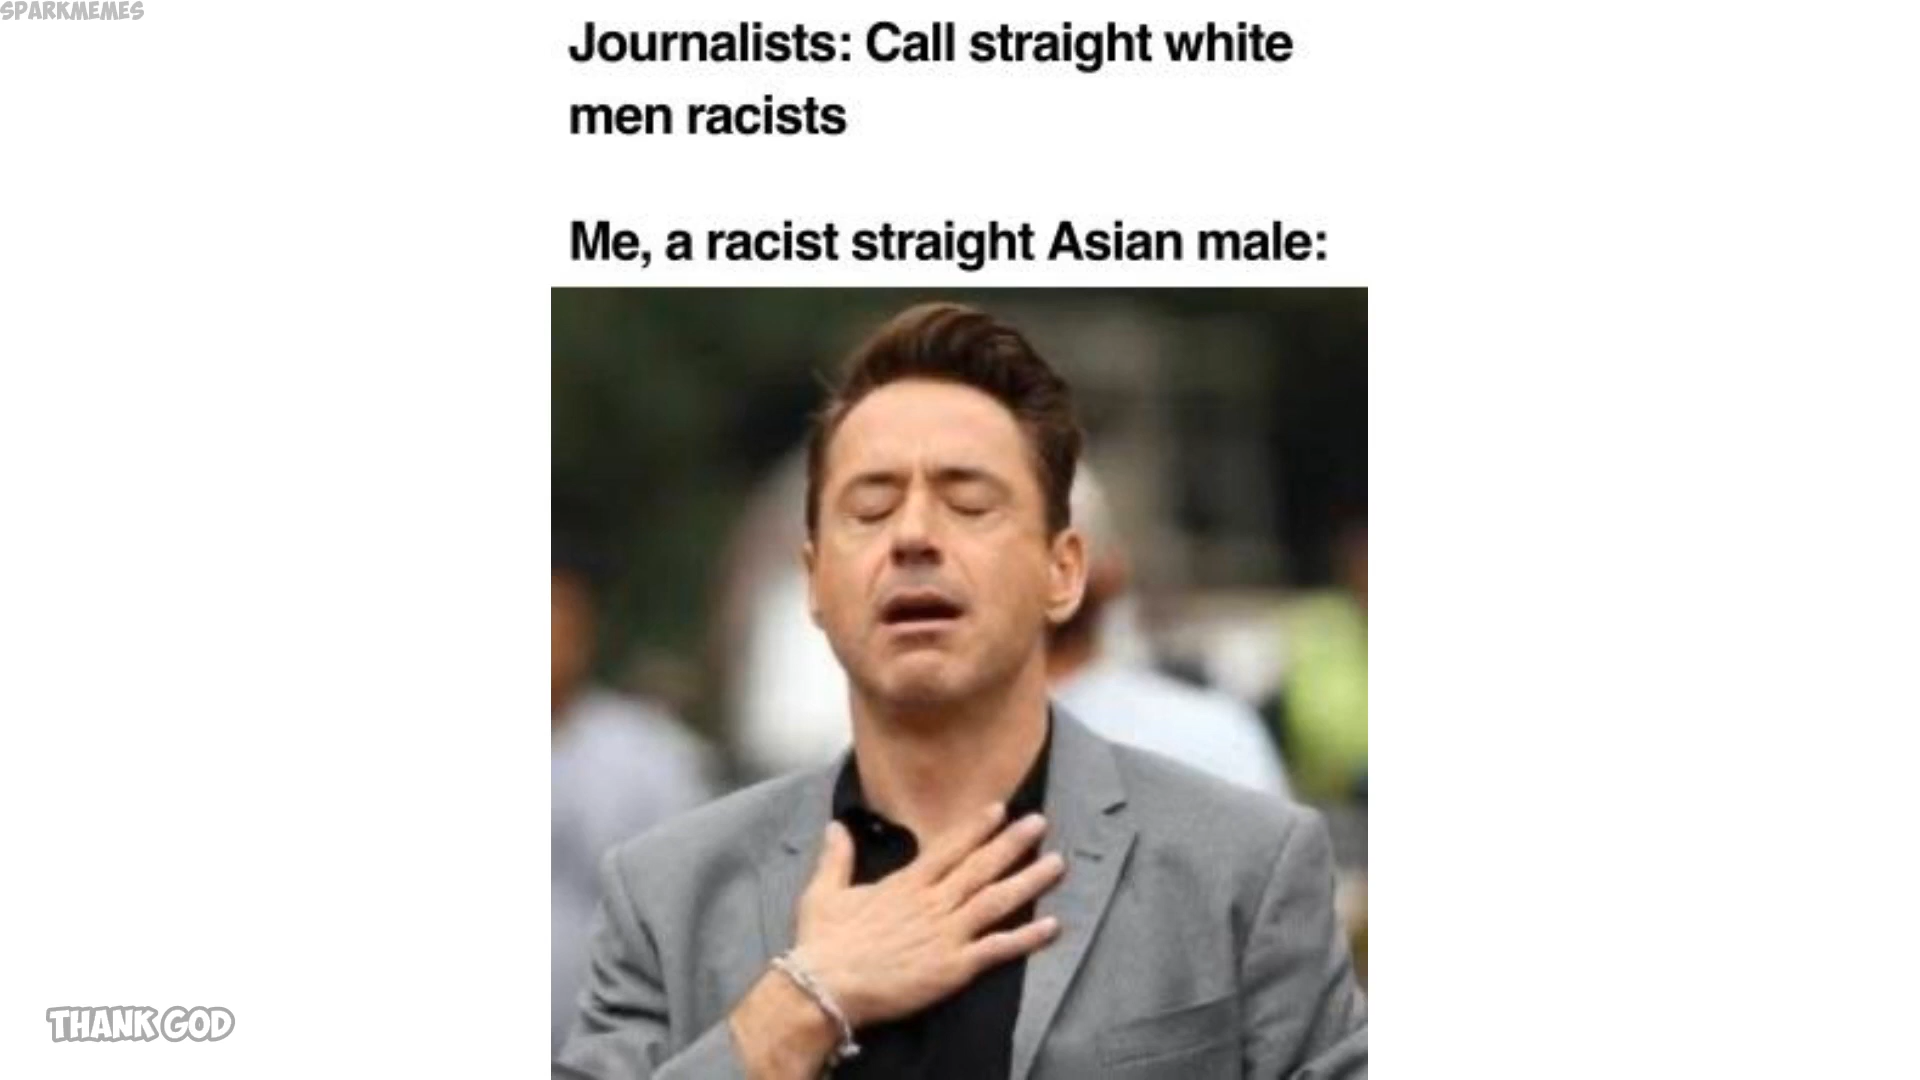 SPARKMEMES
Journalists: Call straight white
men racists
Me, a racist straight Asian male:
THANK GOD